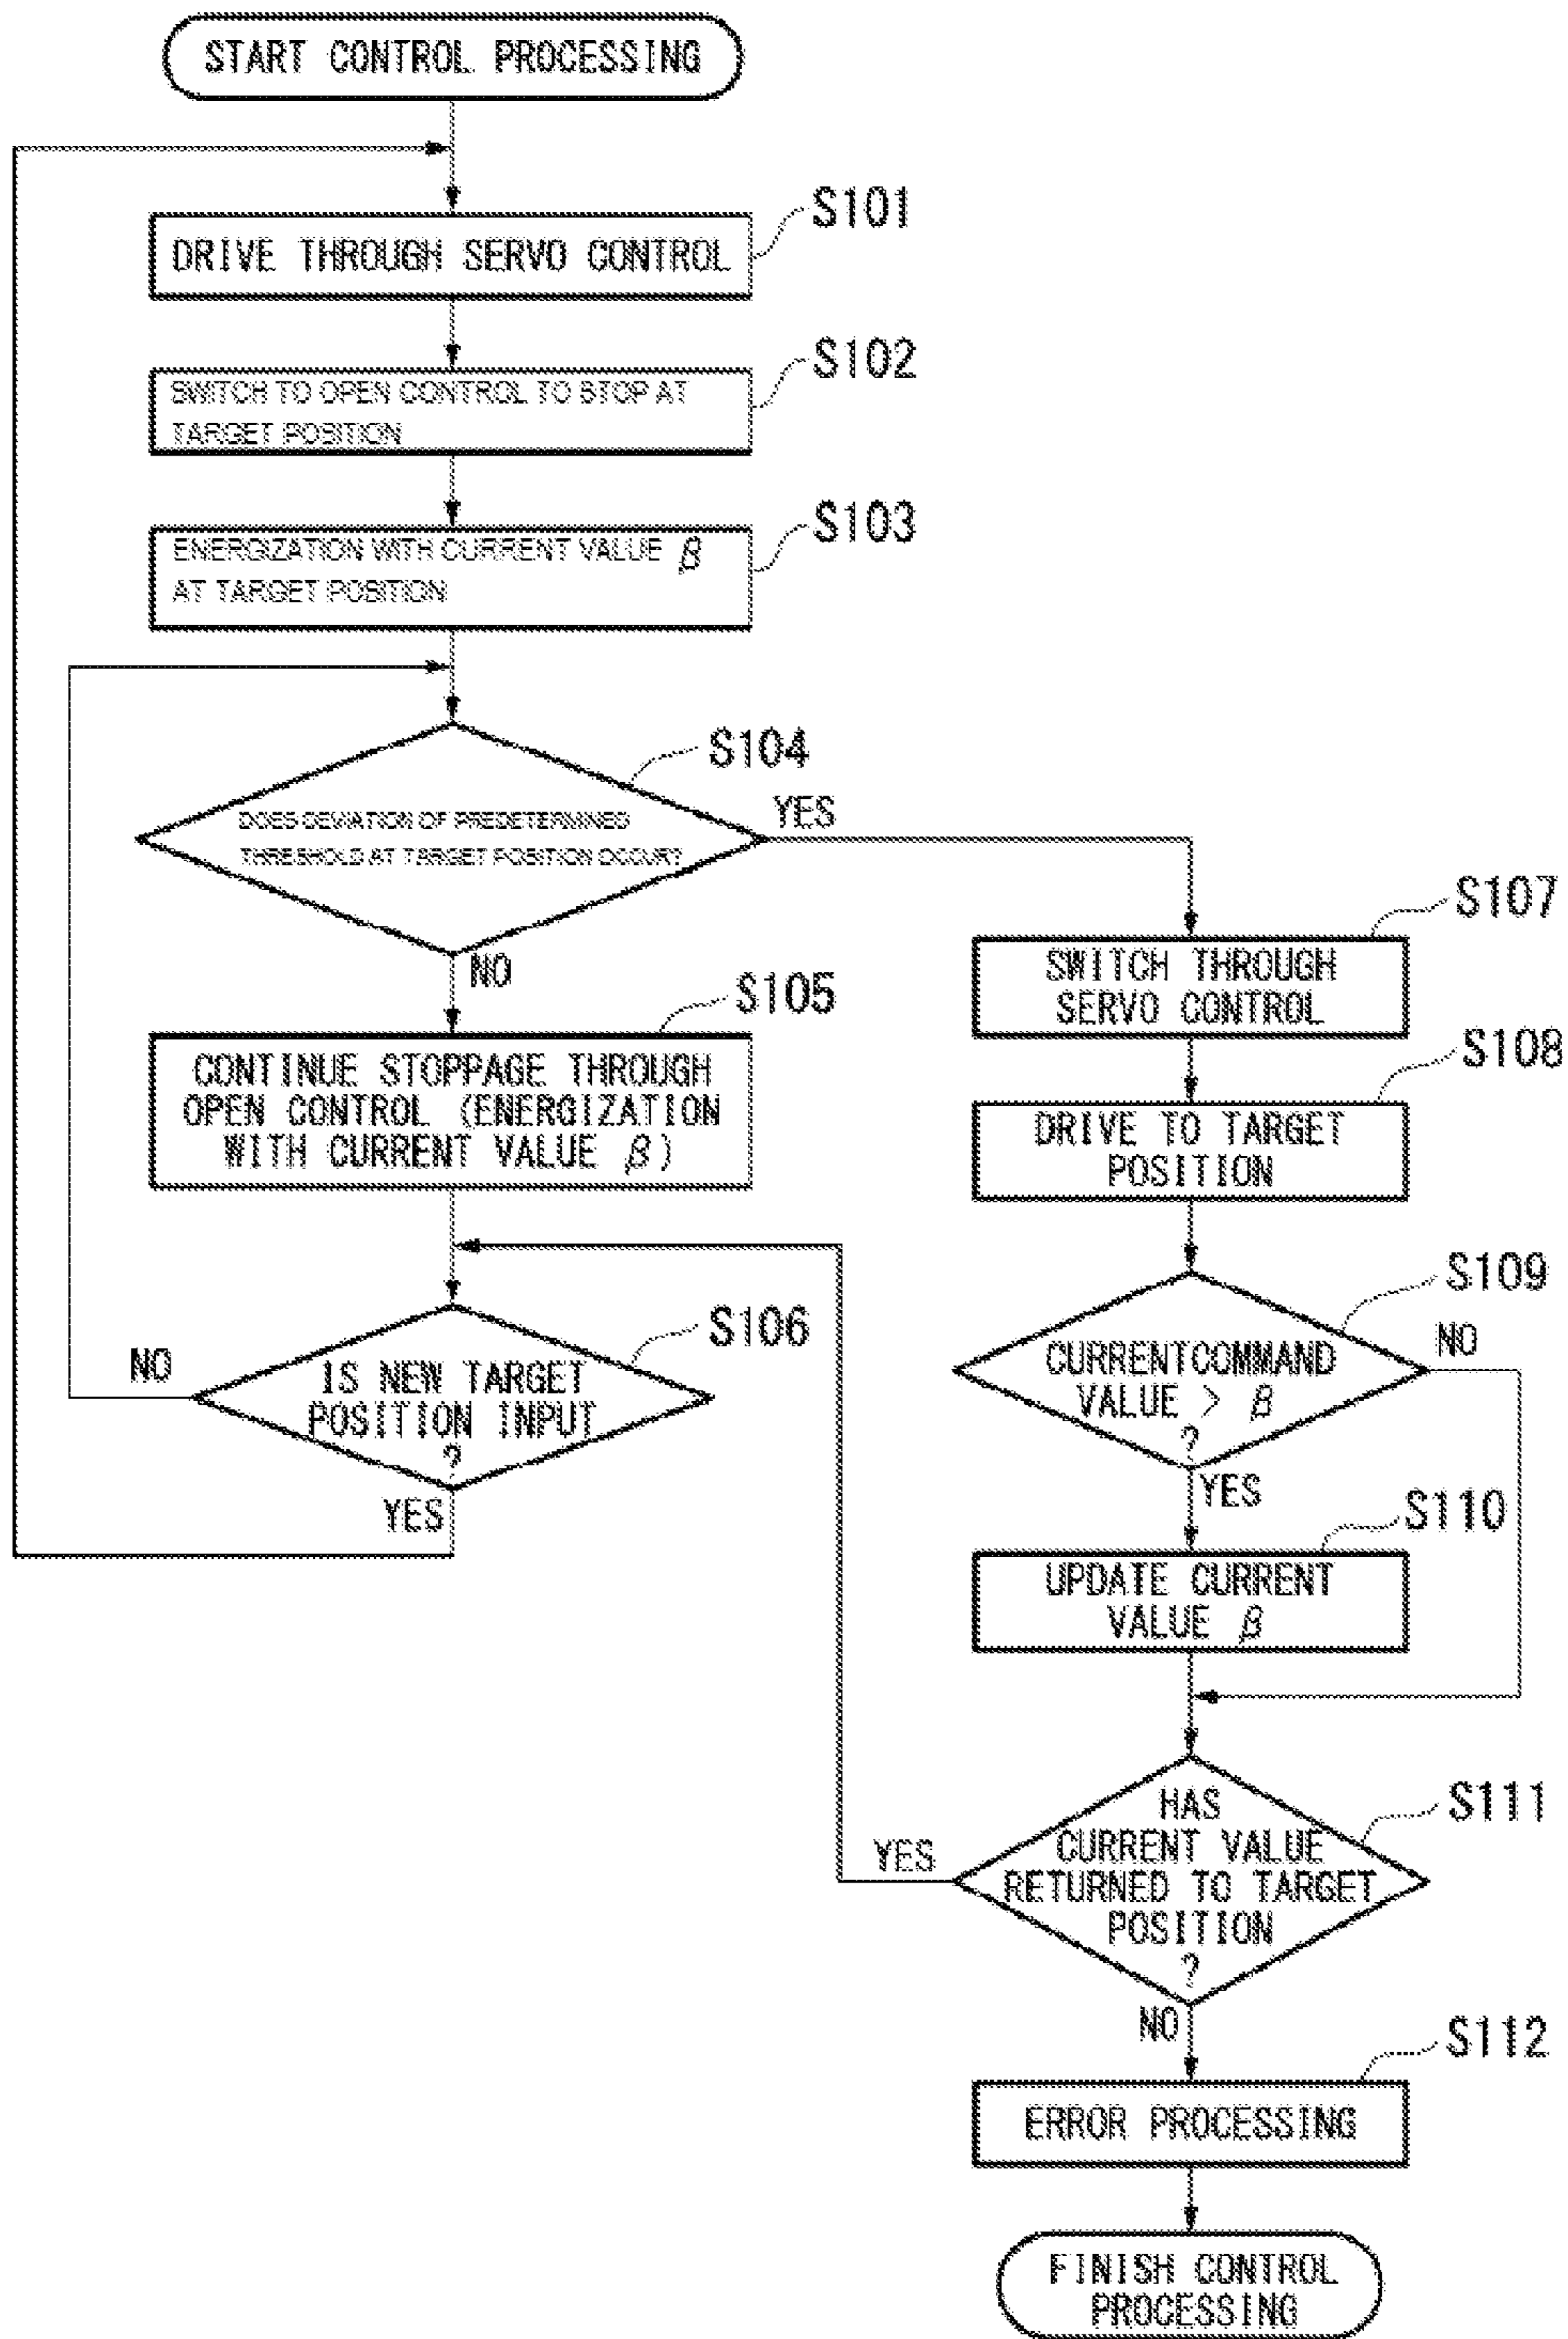 START CONTROL PROCESSING
S101
DRIVE THROUGH SERVO CONTROL
S102
SWITCH TO OPEN CONTROL TO STOP AT
TARGET POSITION
S103
ENERGIZATION WITH CURRENT VALUE β
AT TARGET POSITION
S104
DOES DEVIATION OF PREDETERMINED
THRESHOLD AT TARGET POSITION OCCUR?
YES
NO
S105
CONTINUE STOPPAGE THROUGH
OPEN CONTROL (ENERGIZATION
WITH CURRENT VALUE β)
S106
IS NEW TARGET
POSITION INPUT
?
NO
YES
S107
SWITCH THROUGH
SERVO CONTROL
S108
DRIVE TO TARGET
POSITION
S109
CURRENTCOMMAND
VALUE > β
?
NO
YES
S110
UPDATE CURRENT
VALUE β
S111
HAS
CURRENT VALUE
RETURNED TO TARGET
POSITION
?
YES
NO
S112
ERROR PROCESSING
FINISH CONTROL
PROCESSING